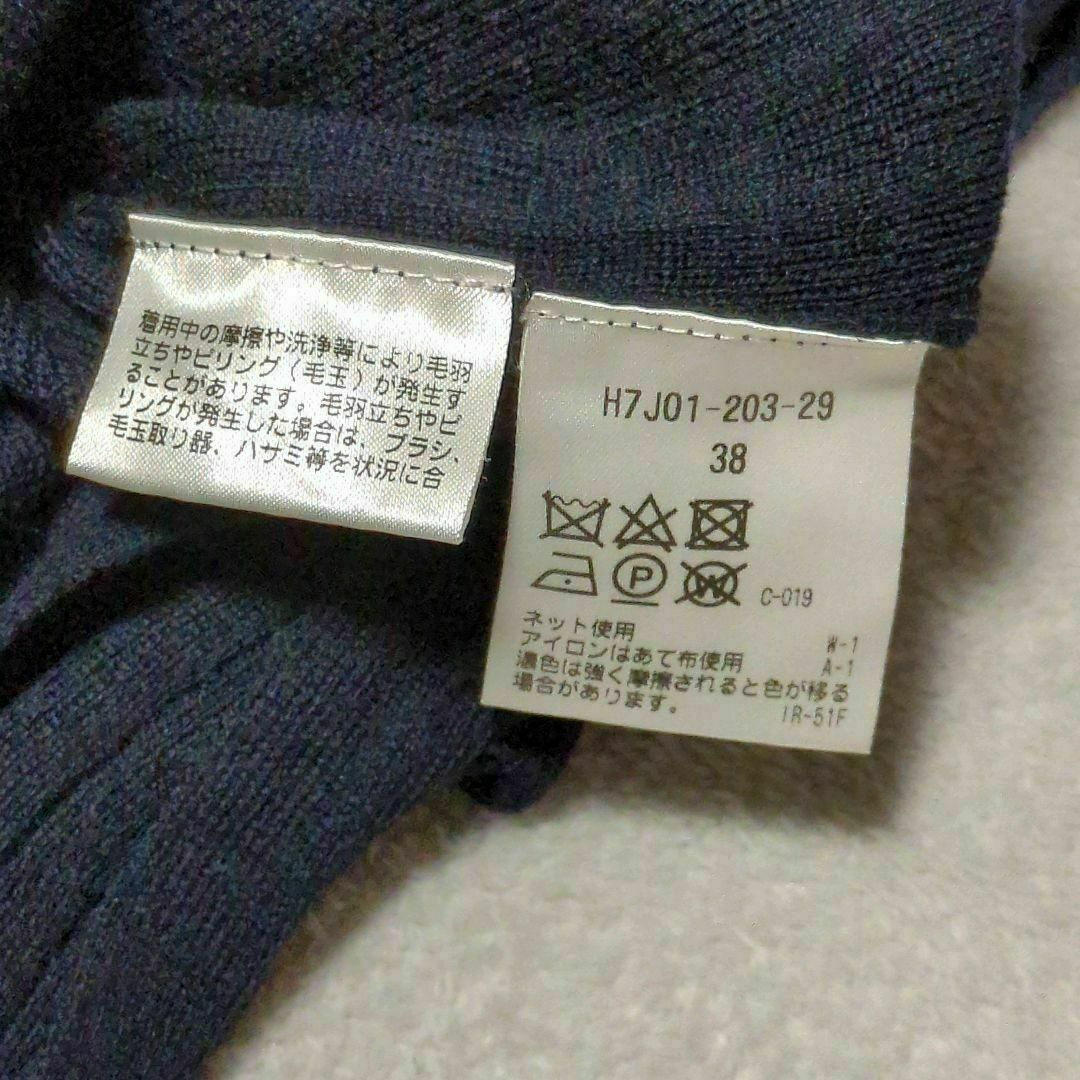 着用中の摩擦や洗浄等により毛羽
立ちやピリング(毛玉)が発生す
ることがあります。毛羽立ちやピ
リングが発生した場合は、ブラシ、
毛玉取り器、ハサミ等を状況に合
H7J01-203-29
38
P
W
C-019
ネット使用
W-1
アイロンはあて布使用
A-1
濃色は強く摩擦されると色が移る
場合があります。
IR-51F